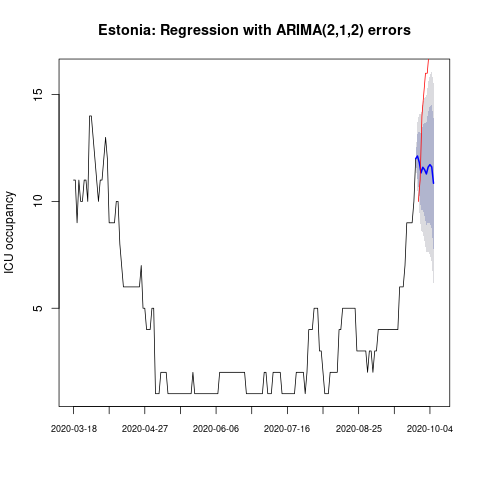 Estonia: Regression with ARIMA(2,1,2) errors
ICU occupancy
15
10
5
2020-03-18 2020-04-27 2020-06-06 2020-07-16 2020-08-25 2020-10-04